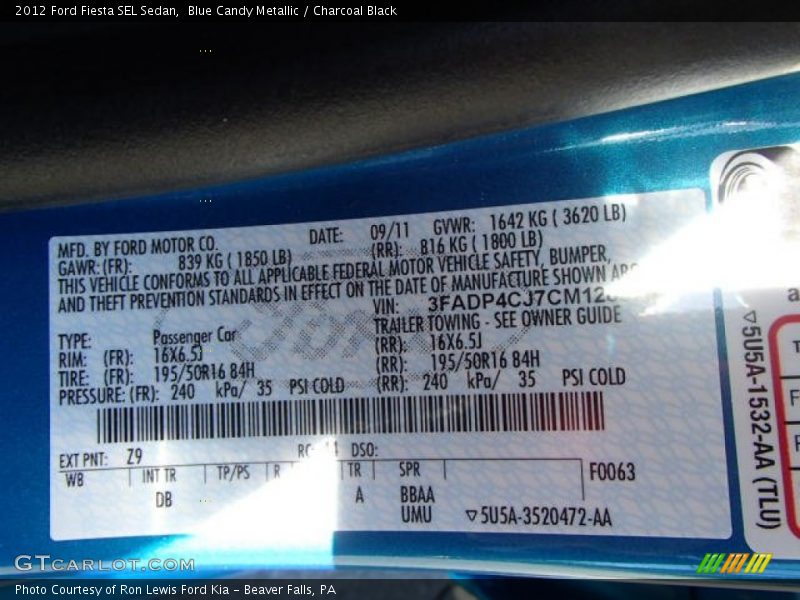 2012 Ford Fiesta SEL Sedan,  Blue Candy Metallic / Charcoal Black
MFD. BY FORD MOTOR CO. DATE: 09/11 GVWR: 1642 KG ( 3620 LB)
GAWR: (FR): 839 KG ( 1850 LB) (RR): 816 KG ( 1800 LB)
THIS VEHICLE CONFORMS TO ALL APPLICABLE FEDERAL MOTOR VEHICLE SAFETY, BUMPER,
AND THEFT PREVENTION STANDARDS IN EFFECT ON THE DATE OF MANUFACTURE SHOWN
VIN: 3FADP4CJ7CM12
TYPE: Passenger Car TRAILER TOWING - SEE OWNER GUIDE
RIM: (FR): 16X6.5J (RR): 16X6.5J
TIRE: (FR): 195/50R16 84H (RR): 195/50R16 84H
PRESSURE: (FR): 240 kPa/ 35 PSI COLD (RR): 240 kPa/ 35 PSI COLD
EXT PNT: Z9 DSO:
WB INT TR TP/PS R TR SPR F0063
DB A BBAA
UMU ▽5U5A-3520472-AA
▽5U5A-1532-AA (TLU)
GTCARLOT.COM
Photo Courtesy of Ron Lewis Ford Kia - Beaver Falls, PA